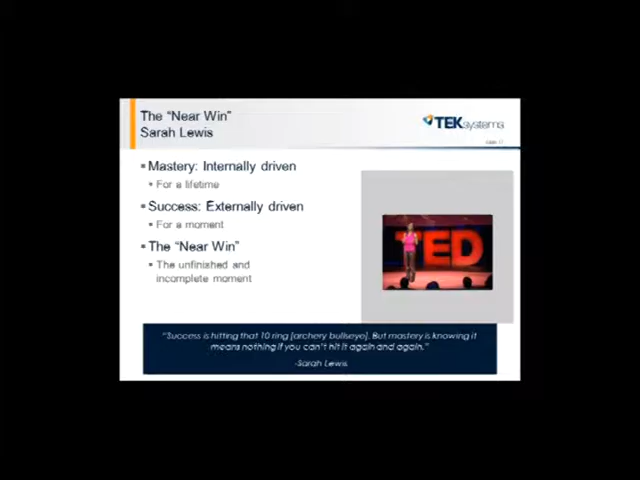 The "Near Win"
Sarah Lewis
TEKsystems
▪ Mastery: Internally driven
▪ For a lifetime
▪ Success: Externally driven
▪ For a moment
▪ The "Near Win"
▪ The unfinished and
incomplete moment
TED
"Success is hitting that 10 ring [archery bullseye]. But mastery is knowing it
means nothing if you can't hit it again and again."
-Sarah Lewis